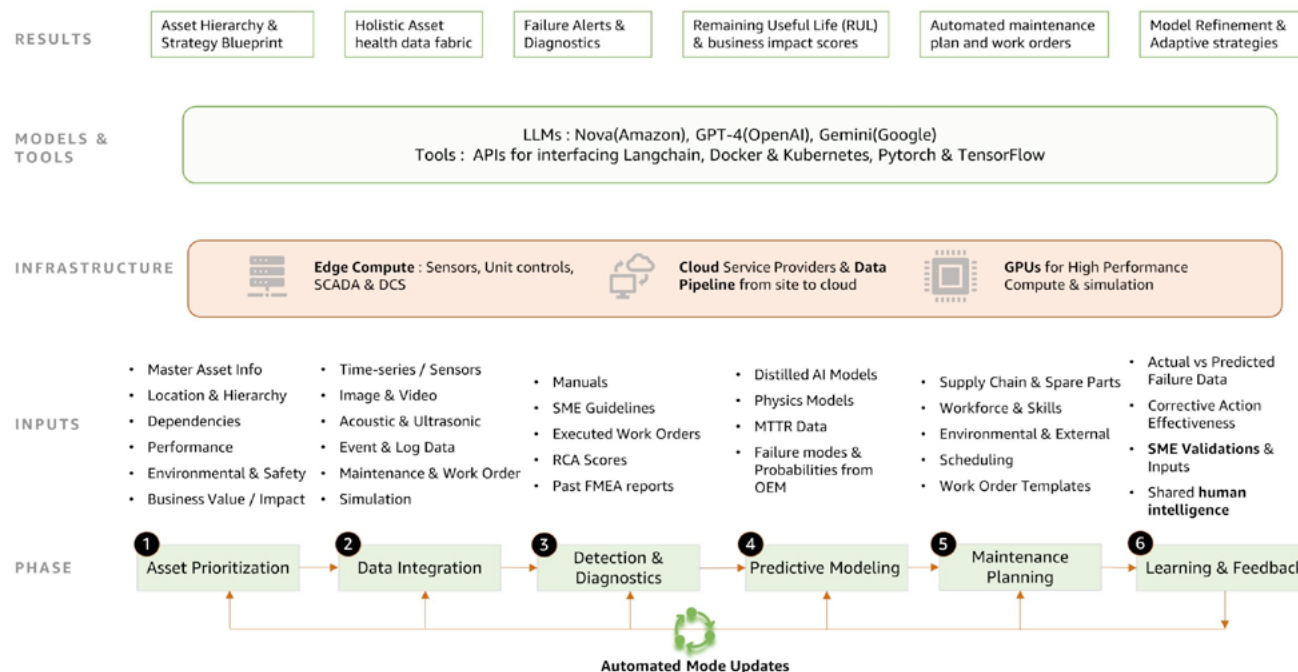 RESULTS
Asset Hierarchy &
Strategy Blueprint
Holistic Asset
health data fabric
Failure Alerts &
Diagnostics
Remaining Useful Life (RUL)
& business impact scores
Automated maintenance
plan and work orders
Model Refinement &
Adaptive strategies
MODELS &
TOOLS
LLMs : Nova(Amazon), GPT-4(OpenAI), Gemini(Google)
Tools : APIs for interfacing Langchain, Docker & Kubernetes, Pytorch & TensorFlow
INFRASTRUCTURE
Edge Compute : Sensors, Unit controls,
SCADA & DCS
Cloud Service Providers & Data
Pipeline from site to cloud
GPUs for High Performance
Compute & simulation
INPUTS
• Master Asset Info
• Location & Hierarchy
• Dependencies
• Performance
• Environmental & Safety
• Business Value / Impact
• Time-series / Sensors
• Image & Video
• Acoustic & Ultrasonic
• Event & Log Data
• Maintenance & Work Order
• Simulation
• Manuals
• SME Guidelines
• Executed Work Orders
• RCA Scores
• Past FMEA reports
• Distilled AI Models
• Physics Models
• MTTR Data
• Failure modes &
Probabilities from
OEM
• Supply Chain & Spare Parts
• Workforce & Skills
• Environmental & External
• Scheduling
• Work Order Templates
• Actual vs Predicted
Failure Data
• Corrective Action
Effectiveness
• SME Validations &
Inputs
• Shared human
intelligence
PHASE
1
Asset Prioritization
2
Data Integration
3
Detection &
Diagnostics
4
Predictive Modeling
5
Maintenance
Planning
6
Learning & Feedback
Automated Mode Updates